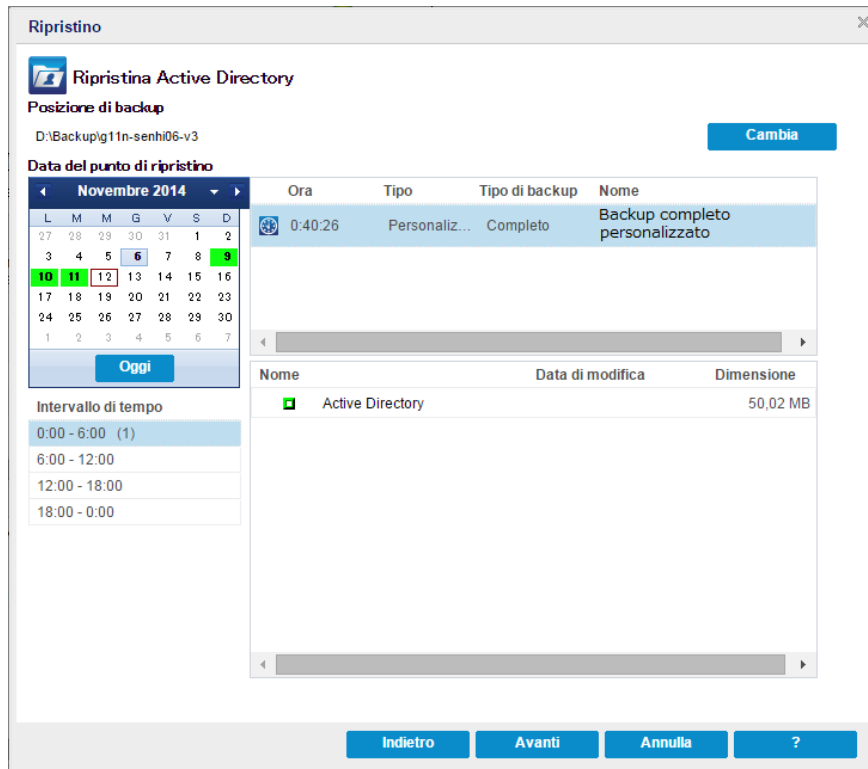 Ripristino
Ripristina Active Directory
Posizione di backup
D:\Backup\g11n-senhi06-v3
Cambia
Data del punto di ripristino
Novembre 2014
L M M G V S D
27 28 29 30 31 1 2
3 4 5 6 7 8 9
10 11 12 13 14 15 16
17 18 19 20 21 22 23
24 25 26 27 28 29 30
1 2 3 4 5 6 7
Oggi
Intervallo di tempo
0:00 - 6:00 (1)
6:00 - 12:00
12:00 - 18:00
18:00 - 0:00
Ora Tipo Tipo di backup Nome
0:40:26 Personaliz... Completo Backup completo
personalizzato
Nome Data di modifica Dimensione
Active Directory 50,02 MB
Indietro Avanti Annulla ?